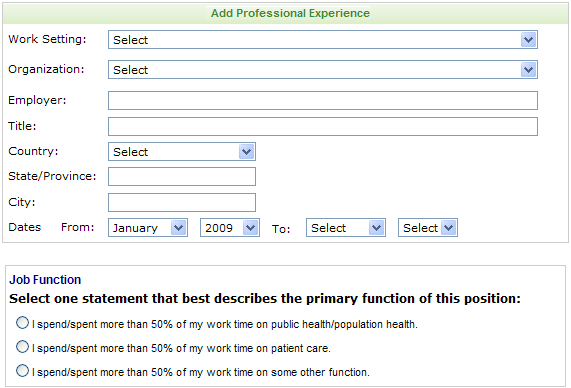 Add Professional Experience
Work Setting: Select
Organization: Select
Employer:
Title:
Country: Select
State/Province:
City:
Dates From: January 2009 To: Select Select
Job Function
Select one statement that best describes the primary function of this position:
I spend/spent more than 50% of my work time on public health/population health.
I spend/spent more than 50% of my work time on patient care.
I spend/spent more than 50% of my work time on some other function.